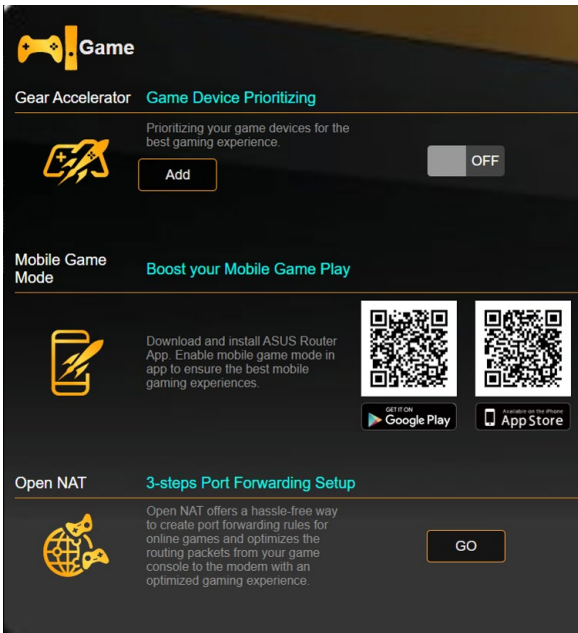 Game
Gear Accelerator
Game Device Prioritizing
Prioritizing your game devices for the
best gaming experience.
Add
OFF
Mobile Game
Mode
Boost your Mobile Game Play
Download and install ASUS Router
App. Enable mobile game mode in
app to ensure the best mobile
gaming experiences.
GET IT ON
Google Play
Available on the iPhone
App Store
Open NAT
3-steps Port Forwarding Setup
Open NAT offers a hassle-free way
to create port forwarding rules for
online games and optimizes the
routing packets from your game
console to the modem with an
optimized gaming experience.
GO